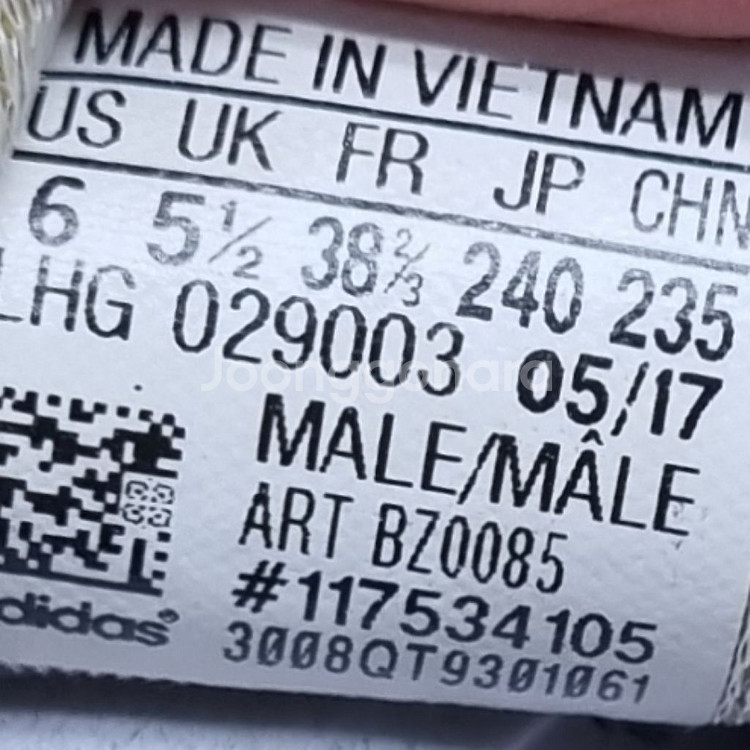 MADE IN VIETNAM
US UK FR JP CHN
6 5½ 38⅔ 240 235
LHG 029003 05/17
Joonggonara
MALE/MÂLE
ART BZ0085
#117534105
adidas®
3008QT9301061